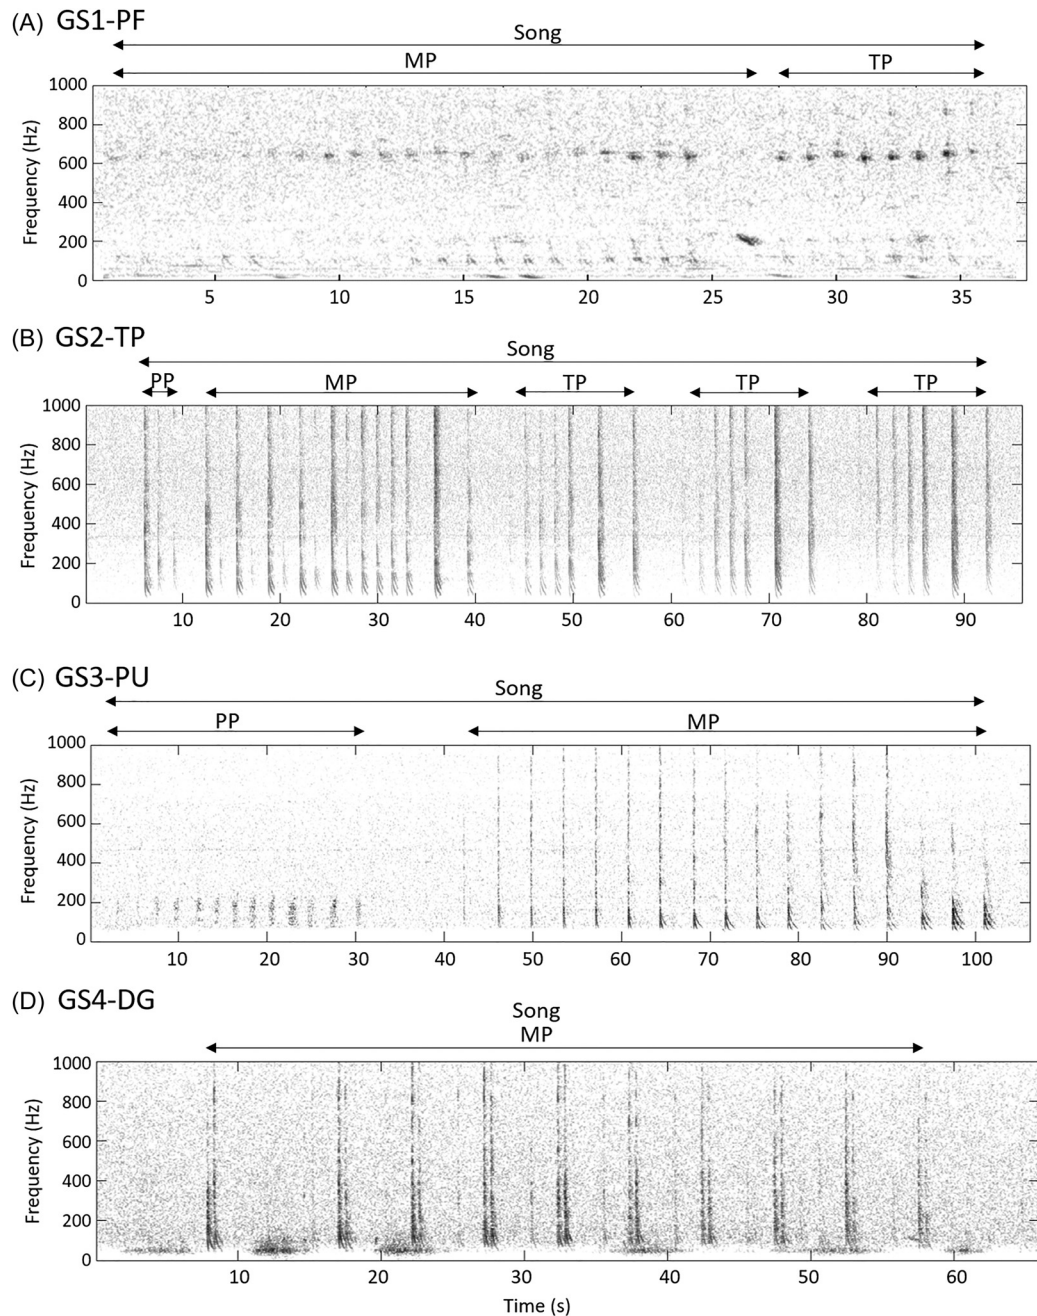 (A) GS1-PF
Song
MP TP
1000
800
600
400
200
0
Frequency (Hz)
5 10 15 20 25 30 35
(B) GS2-TP
Song
PP MP TP TP TP
1000
800
600
400
200
0
Frequency (Hz)
10 20 30 40 50 60 70 80 90
(C) GS3-PU
Song
PP MP
1000
800
600
400
200
0
Frequency (Hz)
10 20 30 40 50 60 70 80 90 100
(D) GS4-DG
Song
MP
1000
800
600
400
200
0
Frequency (Hz)
10 20 30 40 50 60
Time (s)